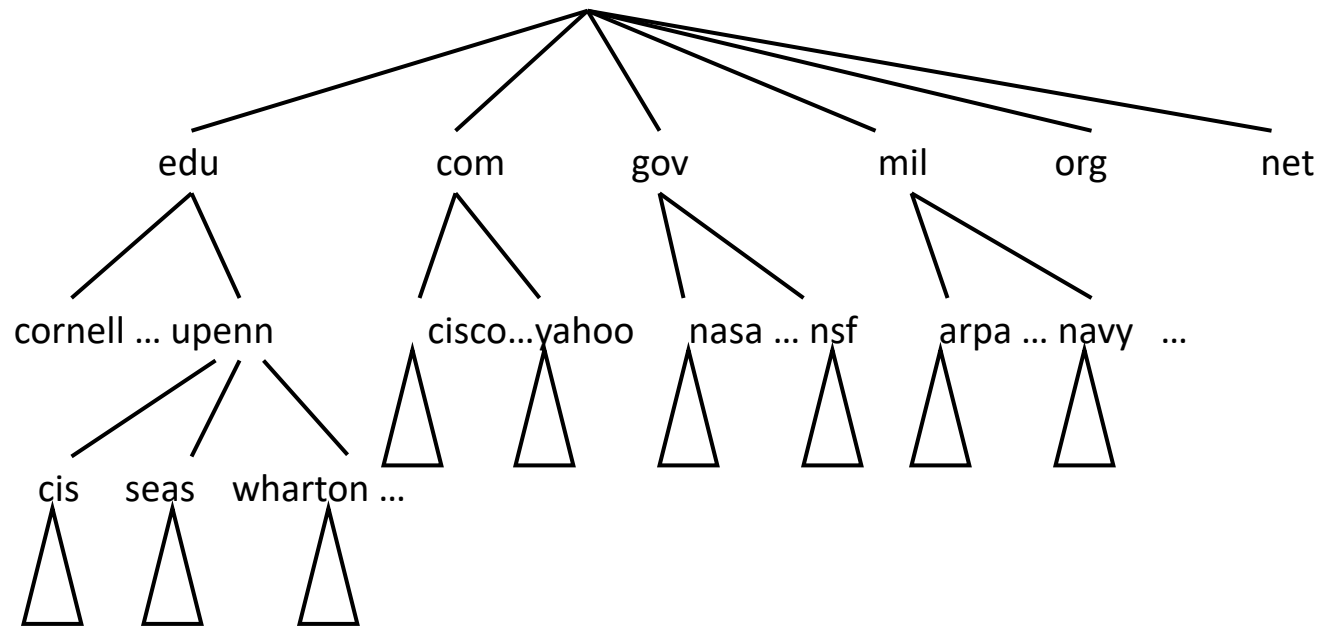 edu com gov mil org net
cornell ... upenn cisco...yahoo nasa ... nsf arpa ... navy ...
cis seas wharton ...